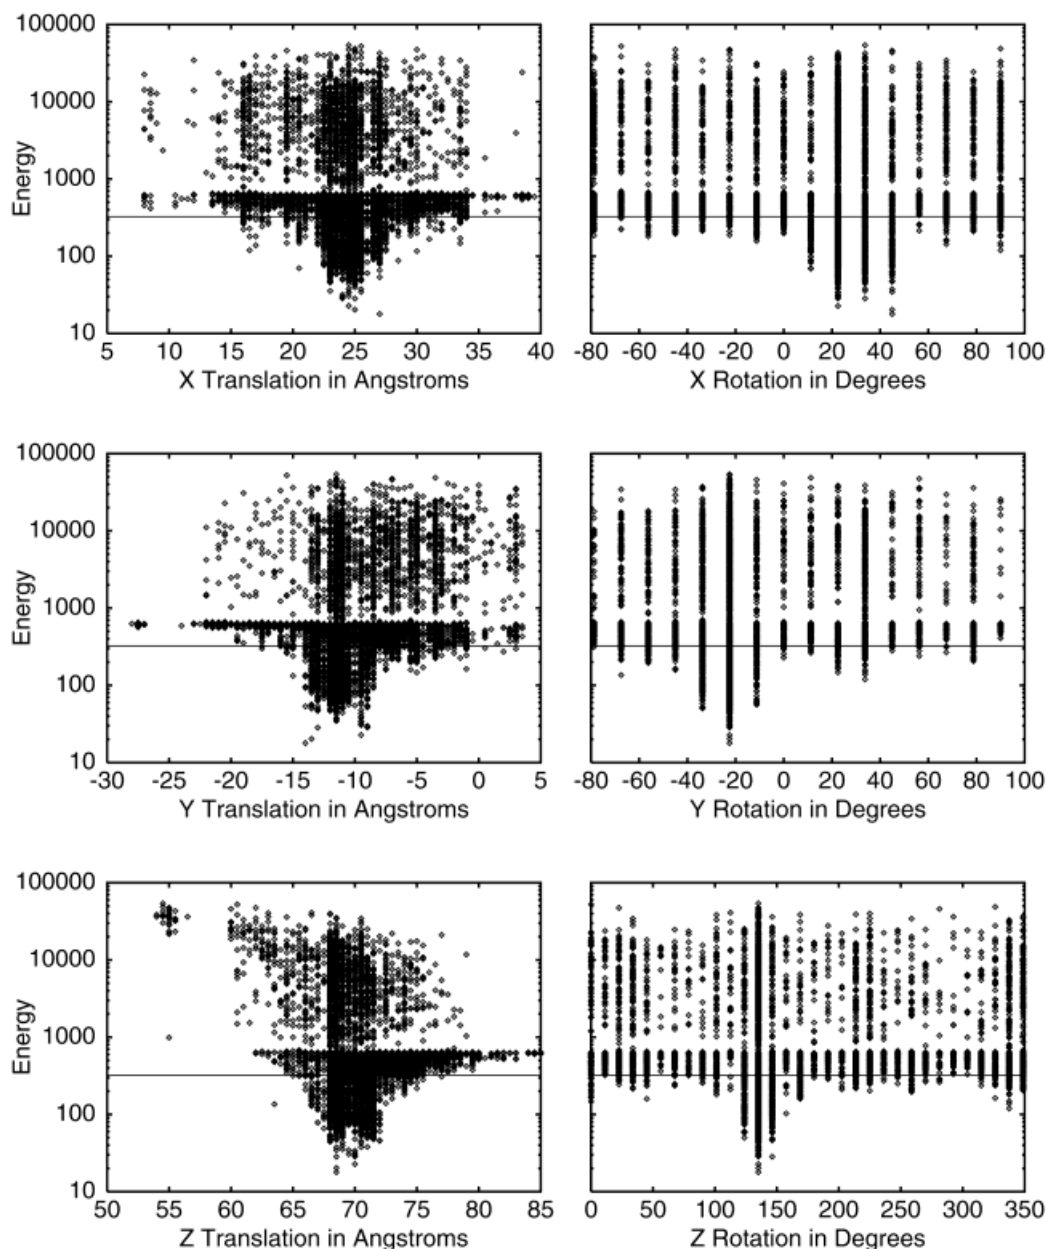 100000
10000
1000
100
10
Energy
5 10 15 20 25 30 35 40
X Translation in Angstroms
-80 -60 -40 -20 0 20 40 60 80 100
X Rotation in Degrees
100000
10000
1000
100
10
Energy
-30 -25 -20 -15 -10 -5 0 5
Y Translation in Angstroms
-80 -60 -40 -20 0 20 40 60 80 100
Y Rotation in Degrees
100000
10000
1000
100
10
Energy
50 55 60 65 70 75 80 85
Z Translation in Angstroms
0 50 100 150 200 250 300 350
Z Rotation in Degrees